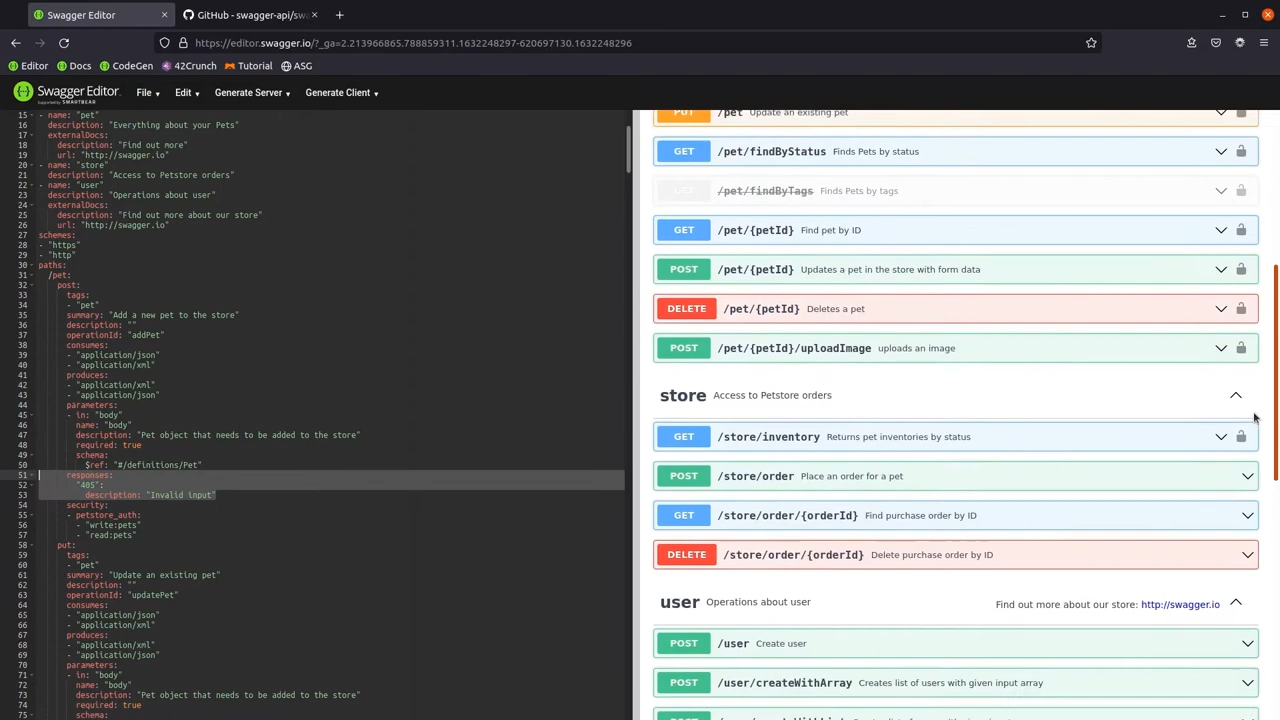 Swagger Editor
GitHub - swagger-api/sw
https://editor.swagger.io/?_ga=2.213966865.788859311.1632248297-620697130.1632248296
Editor Docs CodeGen 42Crunch Tutorial ASG
Swagger Editor
Supported by SMARTBEAR
File Edit Generate Server Generate Client
15 - name: "pet"
16 description: "Everything about your Pets"
17 externalDocs:
18 description: "Find out more"
19 url: "http://swagger.io"
20 - name: "store"
21 description: "Access to Petstore orders"
22 - name: "user"
23 description: "Operations about user"
24 externalDocs:
25 description: "Find out more about our store"
26 url: "http://swagger.io"
27 schemes:
28 - "https"
29 - "http"
30 paths:
31 /pet:
32 post:
33 tags:
34 - "pet"
35 summary: "Add a new pet to the store"
36 description: ""
37 operationId: "addPet"
38 consumes:
39 - "application/json"
40 - "application/xml"
41 produces:
42 - "application/xml"
43 - "application/json"
44 parameters:
45 - in: "body"
46 name: "body"
47 description: "Pet object that needs to be added to the store"
48 required: true
49 schema:
50 $ref: "#/definitions/Pet"
51 responses:
52 "405":
53 description: "Invalid input"
54 security:
55 - petstore_auth:
56 - "write:pets"
57 - "read:pets"
58 put:
59 tags:
60 - "pet"
61 summary: "Update an existing pet"
62 description: ""
63 operationId: "updatePet"
64 consumes:
65 - "application/json"
66 - "application/xml"
67 produces:
68 - "application/xml"
69 - "application/json"
70 parameters:
71 - in: "body"
72 name: "body"
73 description: "Pet object that needs to be added to the store"
74 required: true
75 schema:
PUT /pet Update an existing pet
GET /pet/findByStatus Finds Pets by status
GET /pet/findByTags Finds Pets by tags
GET /pet/{petId} Find pet by ID
POST /pet/{petId} Updates a pet in the store with form data
DELETE /pet/{petId} Deletes a pet
POST /pet/{petId}/uploadImage uploads an image
store Access to Petstore orders
GET /store/inventory Returns pet inventories by status
POST /store/order Place an order for a pet
GET /store/order/{orderId} Find purchase order by ID
DELETE /store/order/{orderId} Delete purchase order by ID
user Operations about user Find out more about our store: http://swagger.io
POST /user Create user
POST /user/createWithArray Creates list of users with given input array